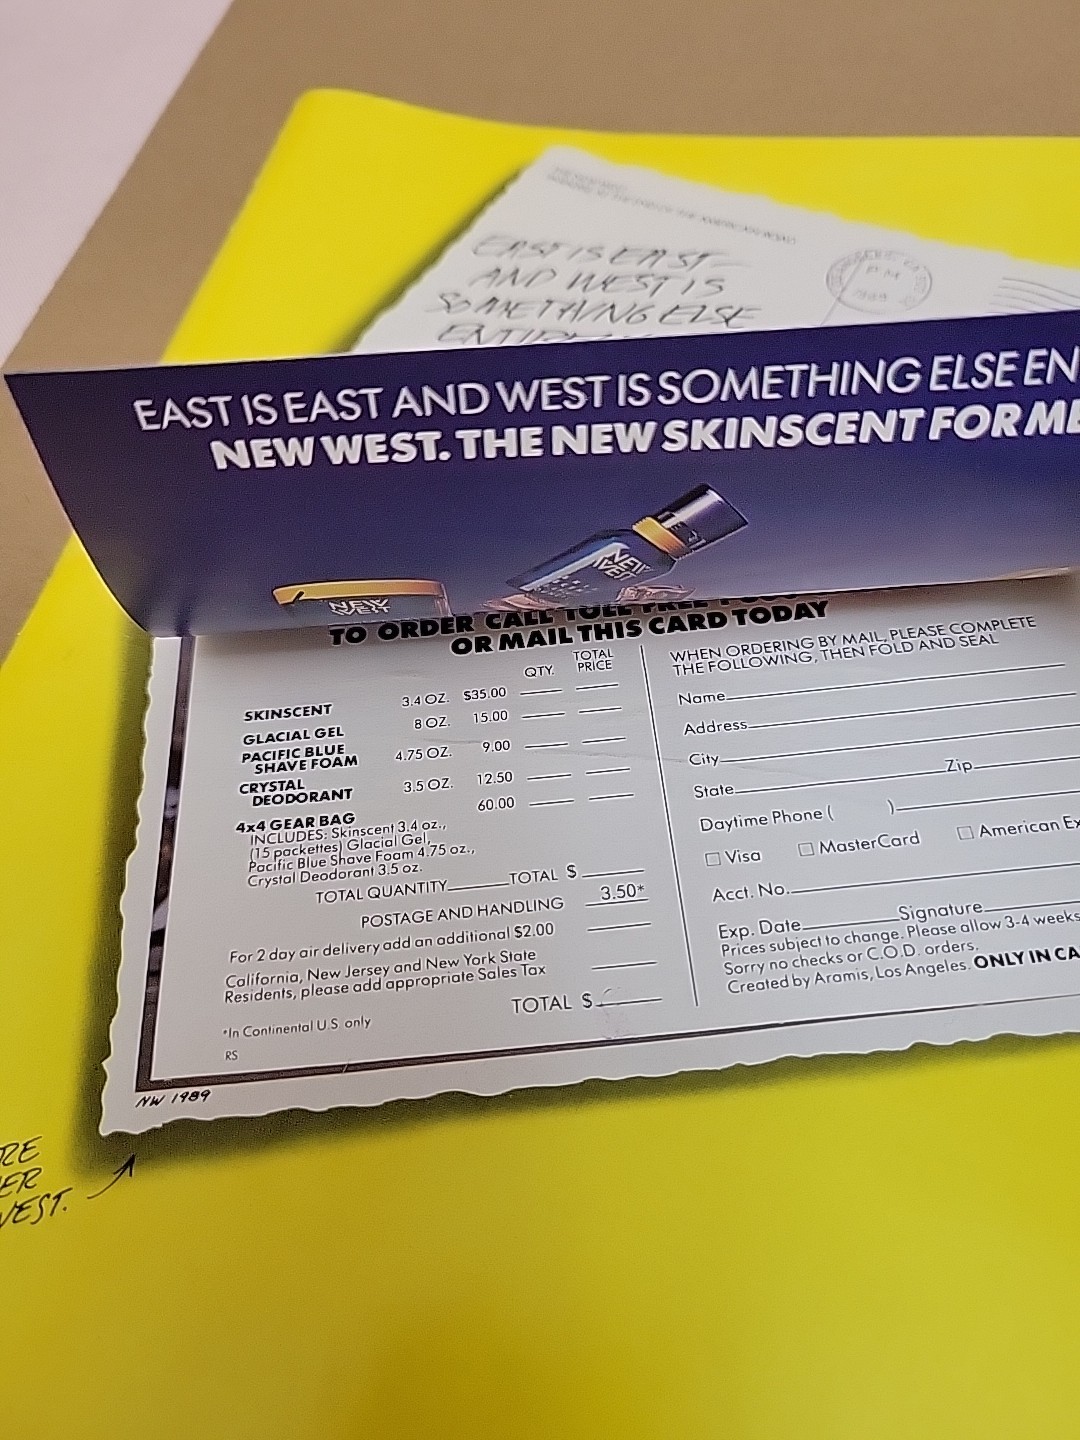 EAST IS EAST
AND WEST IS
SOMETHING ELSE
P M
1989
EAST IS EAST AND WEST IS SOMETHING ELSE EN
NEW WEST. THE NEW SKINSCENT FOR ME
NEW
WEST
NEW
WEST
TO ORDER CALL TOLL FREE
OR MAIL THIS CARD TODAY
QTY. TOTAL PRICE
SKINSCENT 3.4 OZ. $35.00
GLACIAL GEL 8 OZ. 15.00
PACIFIC BLUE
SHAVE FOAM 4.75 OZ. 9.00
CRYSTAL
DEODORANT 3.5 OZ. 12.50
4x4 GEAR BAG 60.00
INCLUDES: Skinscent 3.4 oz.,
(15 packettes) Glacial Gel,
Pacific Blue Shave Foam 4.75 oz.,
Crystal Deodorant 3.5 oz.
TOTAL QUANTITY TOTAL $
POSTAGE AND HANDLING 3.50*
For 2 day air delivery add an additional $2.00
California, New Jersey and New York State
Residents, please add appropriate Sales Tax
TOTAL $
*In Continental U.S. only
RS
WHEN ORDERING BY MAIL, PLEASE COMPLETE
THE FOLLOWING, THEN FOLD AND SEAL
Name
Address
City
State Zip
Daytime Phone ( )
Visa MasterCard American Ex
Acct. No.
Exp. Date Signature
Prices subject to change. Please allow 3-4 weeks
Sorry no checks or C.O.D. orders.
Created by Aramis, Los Angeles. ONLY IN CA
NW 1989
RE
ER
WEST.